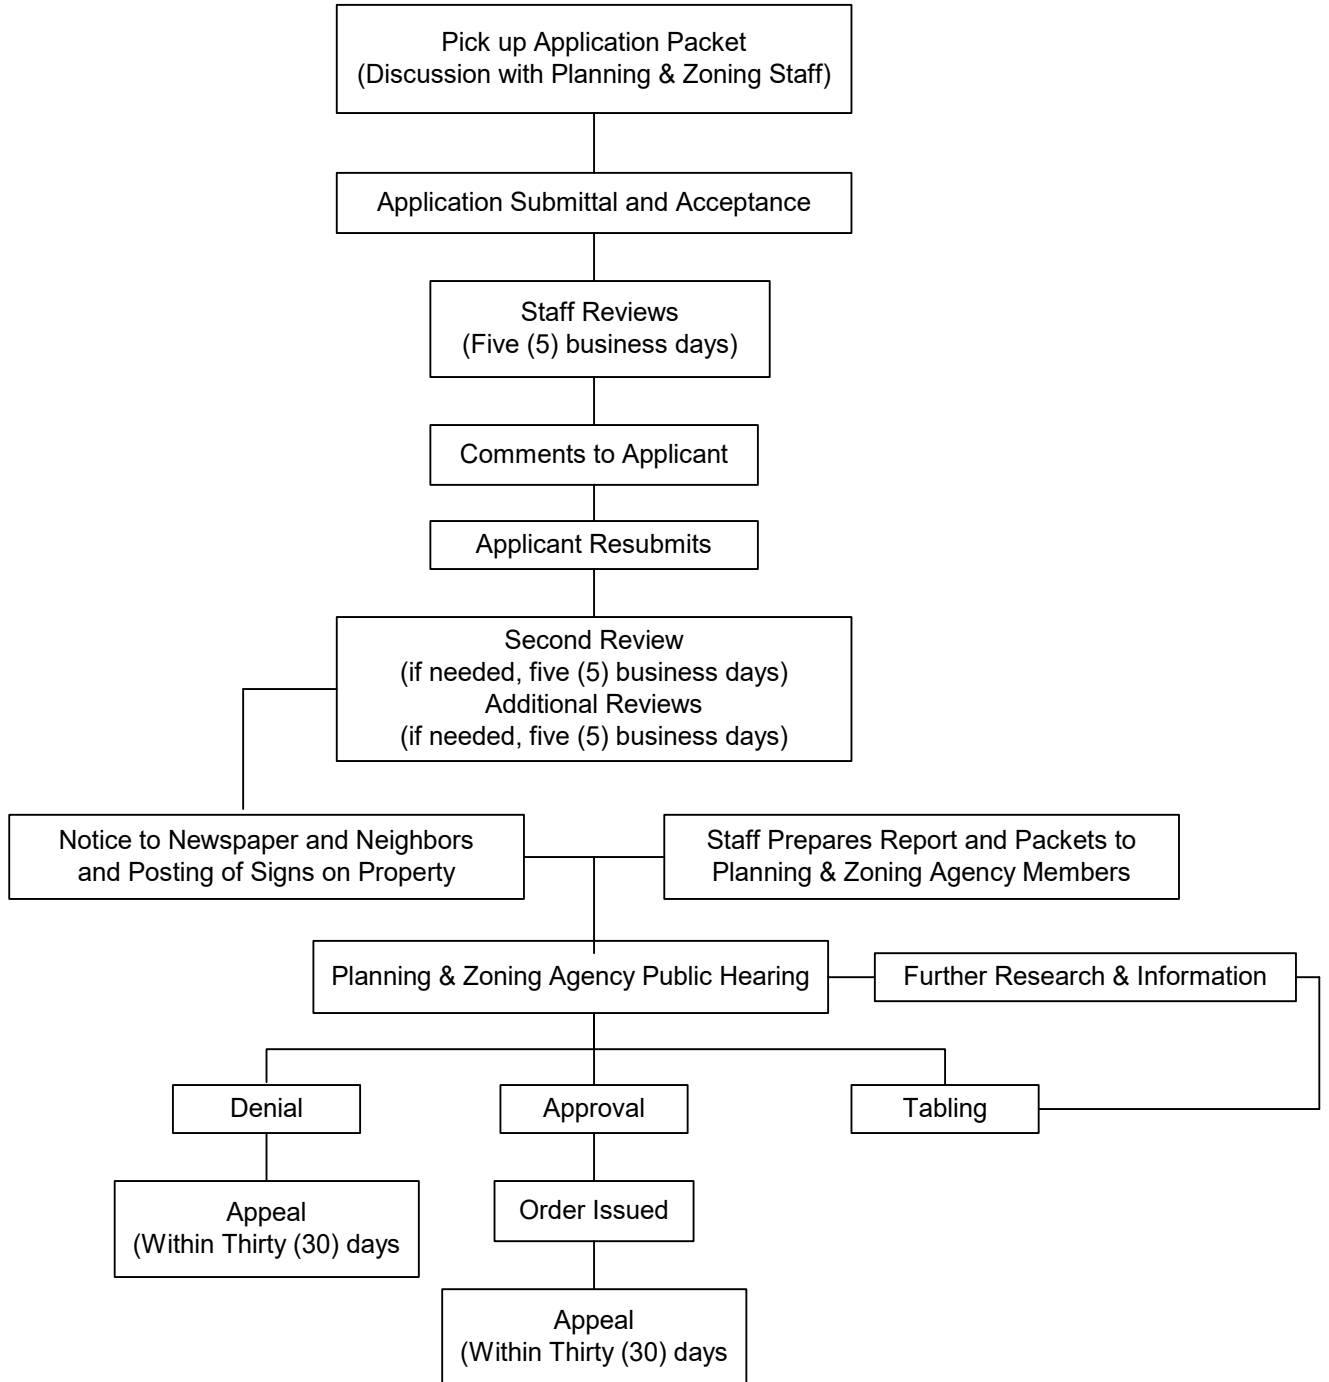 Pick up Application Packet
(Discussion with Planning & Zoning Staff)
Application Submittal and Acceptance
Staff Reviews
(Five (5) business days)
Comments to Applicant
Applicant Resubmits
Second Review
(if needed, five (5) business days)
Additional Reviews
(if needed, five (5) business days)
Notice to Newspaper and Neighbors
and Posting of Signs on Property
Staff Prepares Report and Packets to
Planning & Zoning Agency Members
Planning & Zoning Agency Public Hearing
Further Research & Information
Denial
Approval
Tabling
Appeal
(Within Thirty (30) days
Order Issued
Appeal
(Within Thirty (30) days